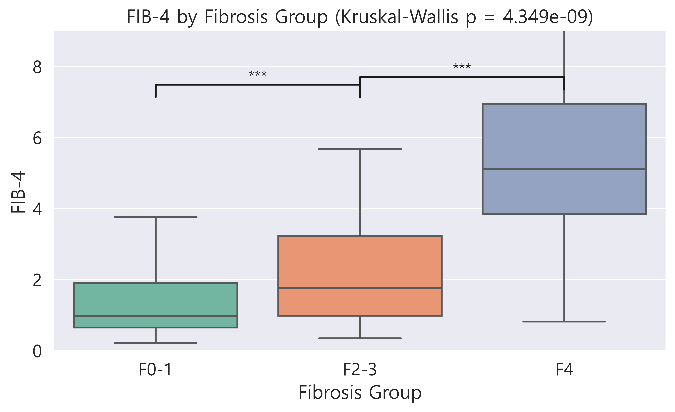 FIB-4 by Fibrosis Group (Kruskal-Wallis p = 4.349e-09)
8
6
4
2
0
FIB-4
***
***
F0-1
F2-3
F4
Fibrosis Group